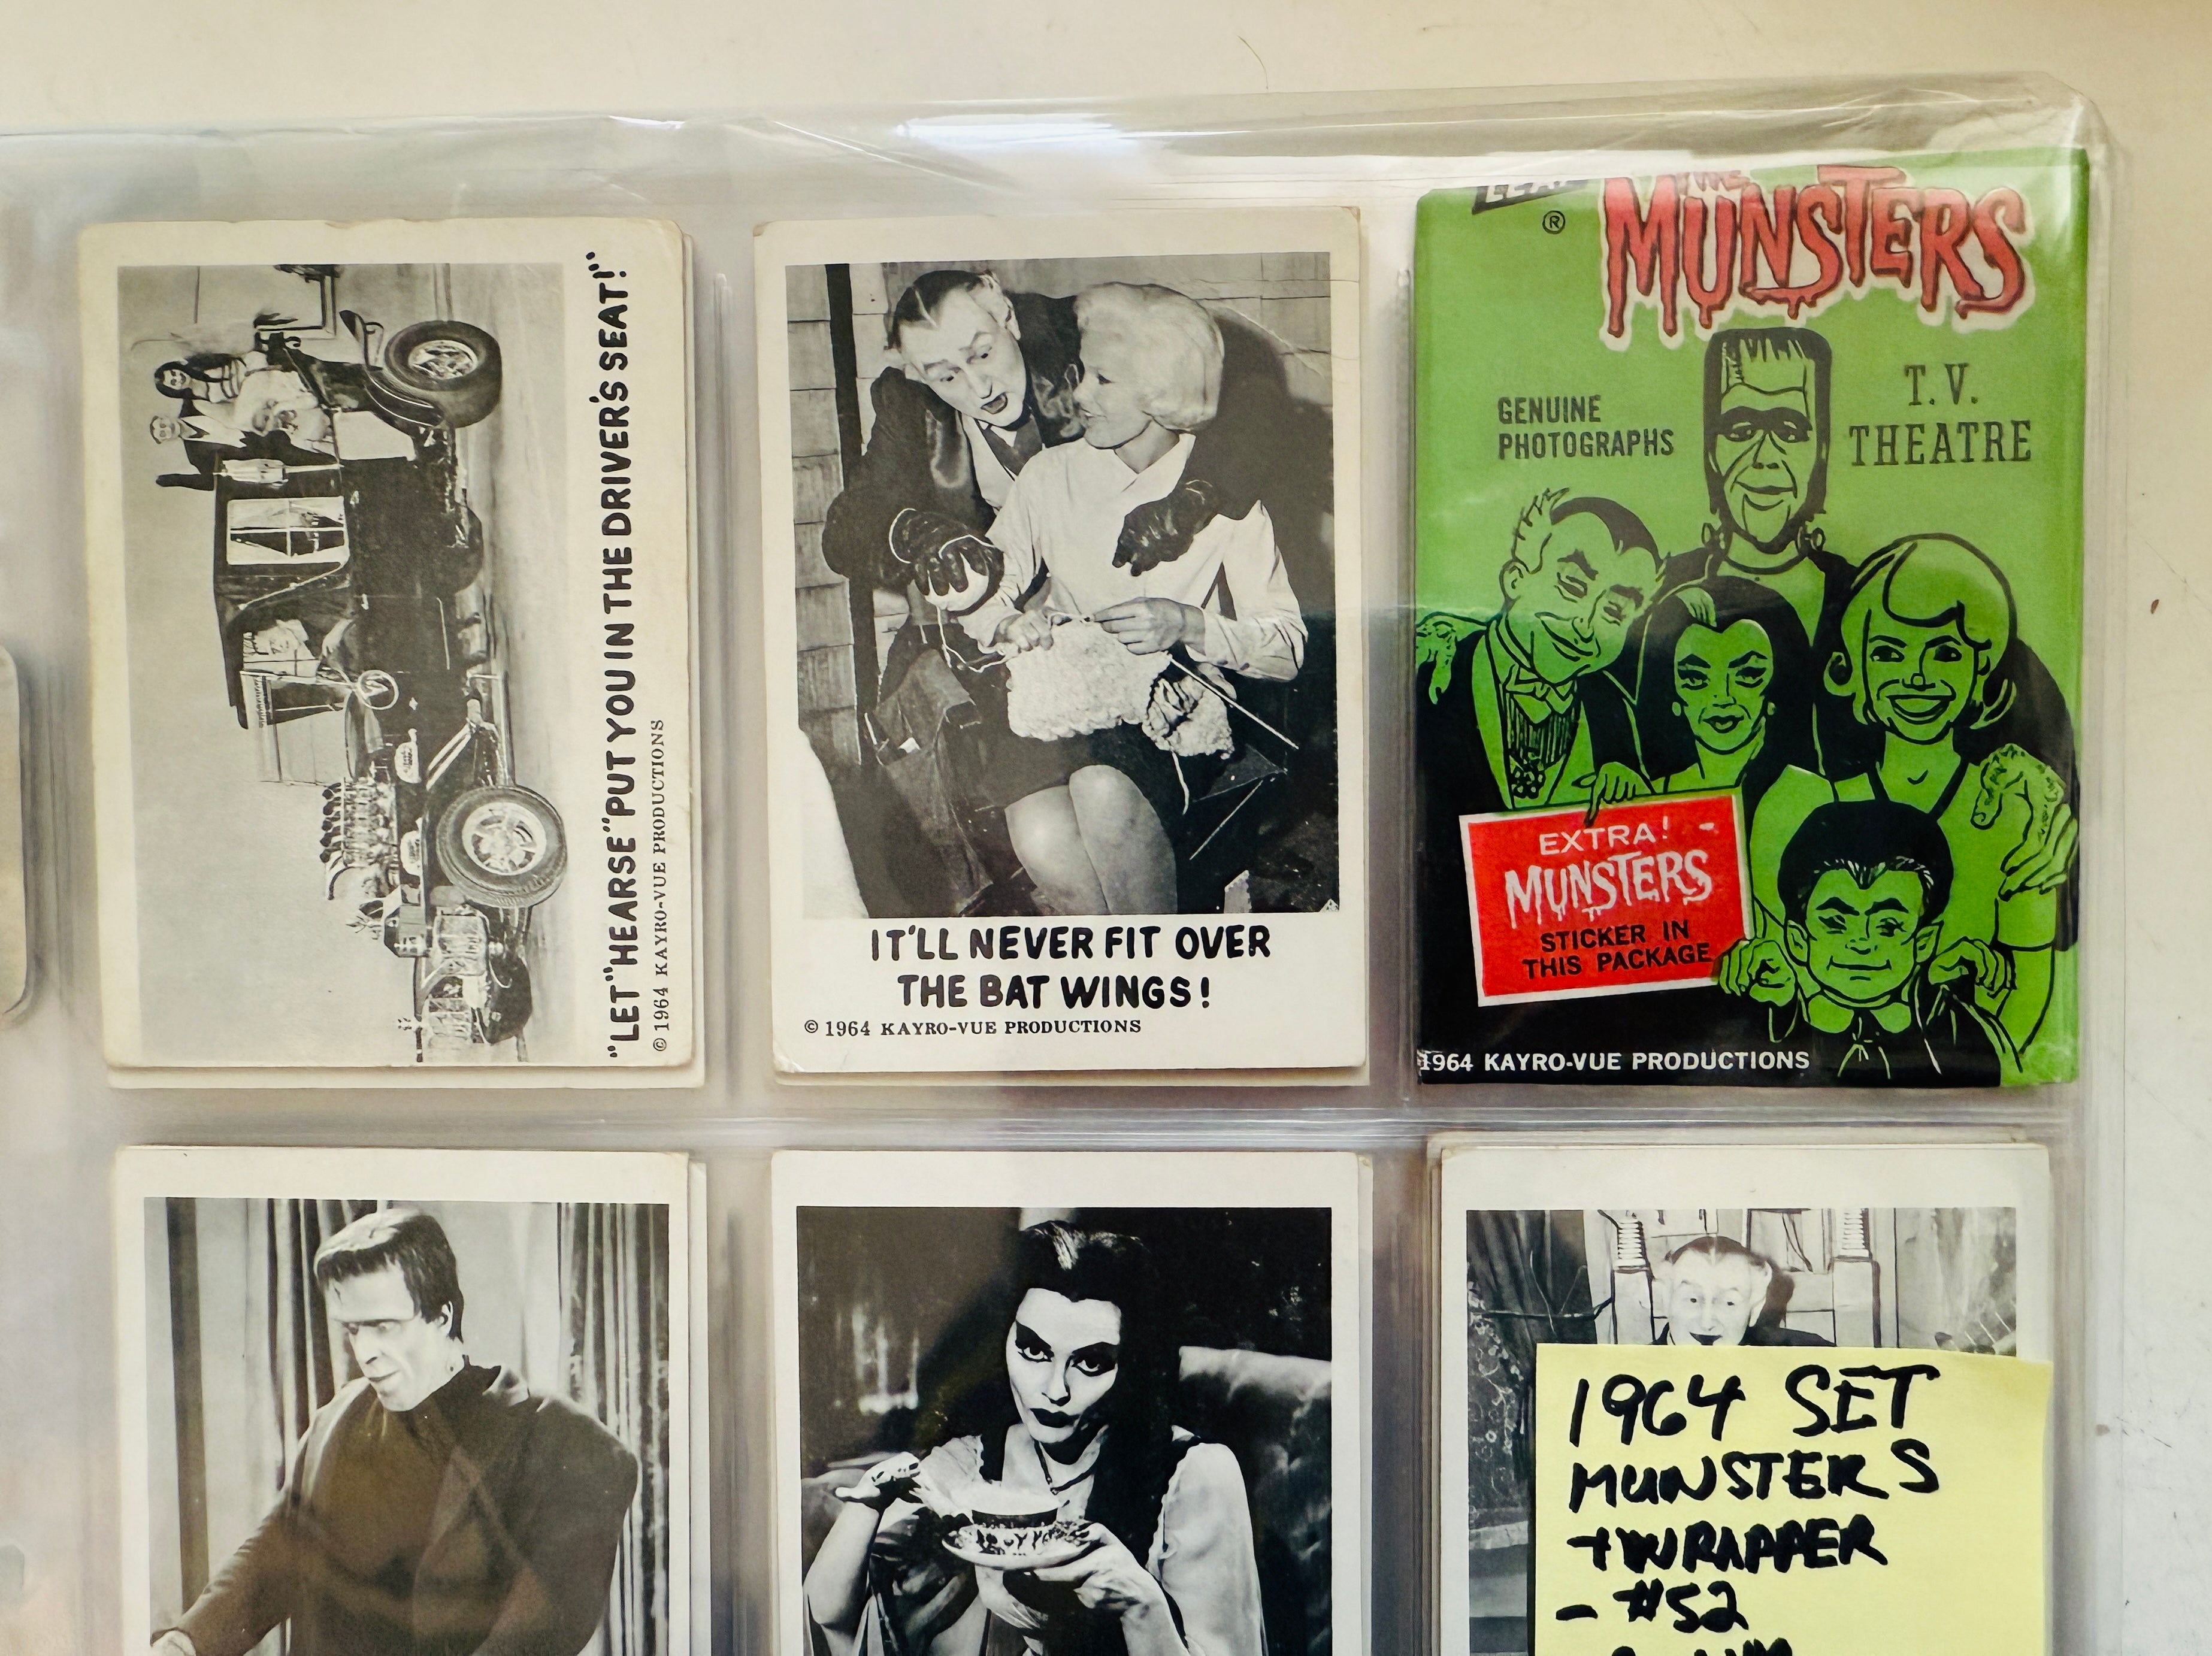 "LET "HEARSE" PUT YOU IN THE DRIVER'S SEAT!"
© 1964 KAYRO-VUE PRODUCTIONS
IT'LL NEVER FIT OVER
THE BAT WINGS!
© 1964 KAYRO-VUE PRODUCTIONS
®
THE
MUNSTERS
GENUINE
PHOTOGRAPHS
T.V.
THEATRE
EXTRA!
MUNSTERS
STICKER IN
THIS PACKAGE
1964 KAYRO-VUE PRODUCTIONS
1964 SET
MUNSTERS
+WRAPPER
- #52